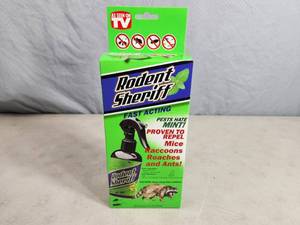 AS SEEN ON
TV
Rodent
Sheriff
FAST ACTING
PESTS HATE
MINT!
PROVEN TO
REPEL
Mice
Raccoons
Roaches
and Ants!
Rodent
Sheriff